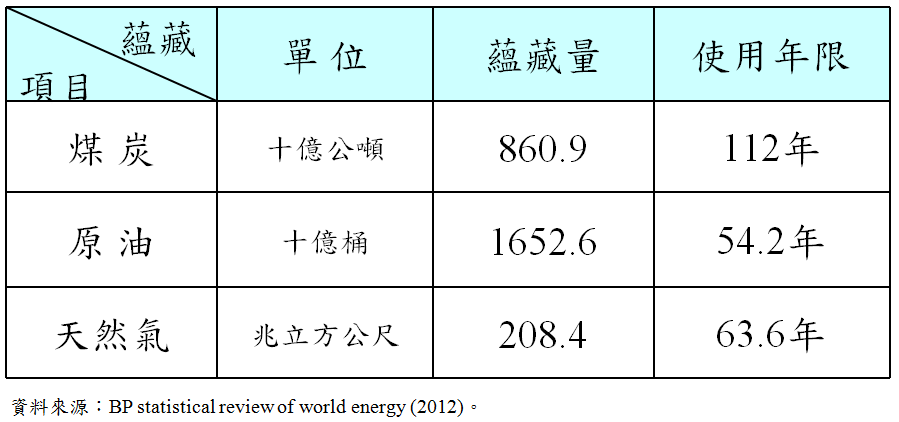 蘊藏
項目
單位 蘊藏量 使用年限
煤炭 十億公噸 860.9 112年
原油 十億桶 1652.6 54.2年
天然氣 兆立方公尺 208.4 63.6年
資料來源：BP statistical review of world energy (2012)。